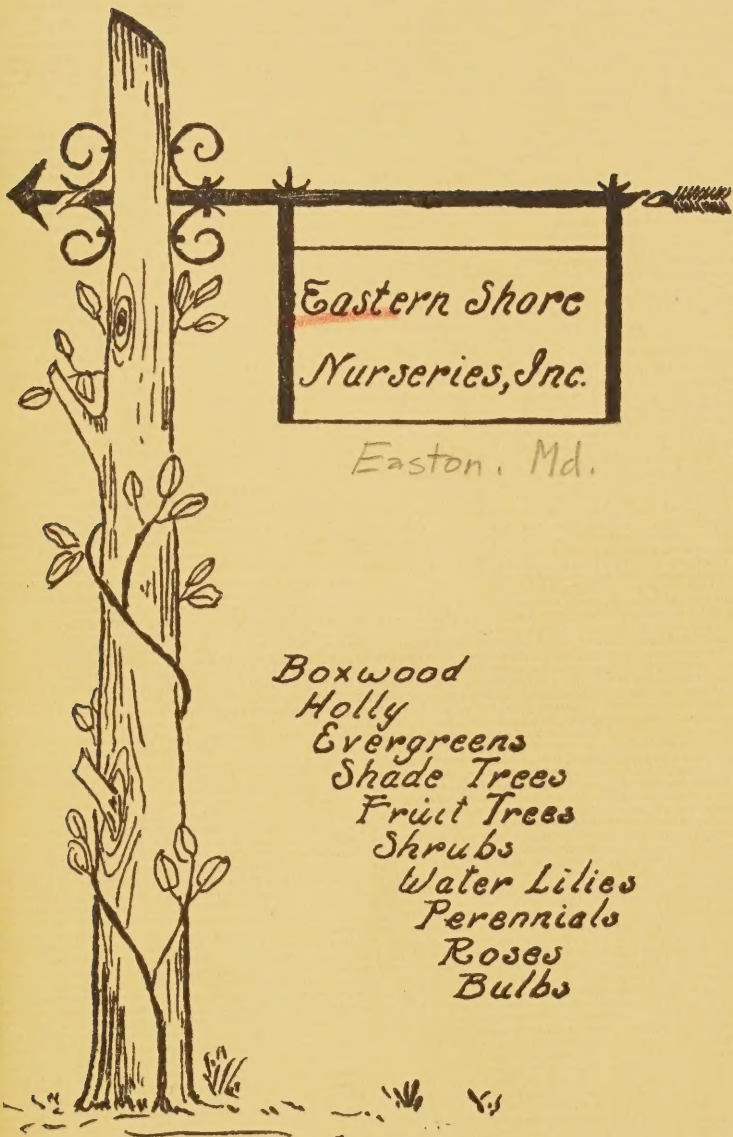 Eastern Shore
Nurseries, Inc.
Easton. Md.
Boxwood
Holly
Evergreens
Shade Trees
Fruit Trees
Shrubs
Water Lilies
Perennials
Roses
Bulbs